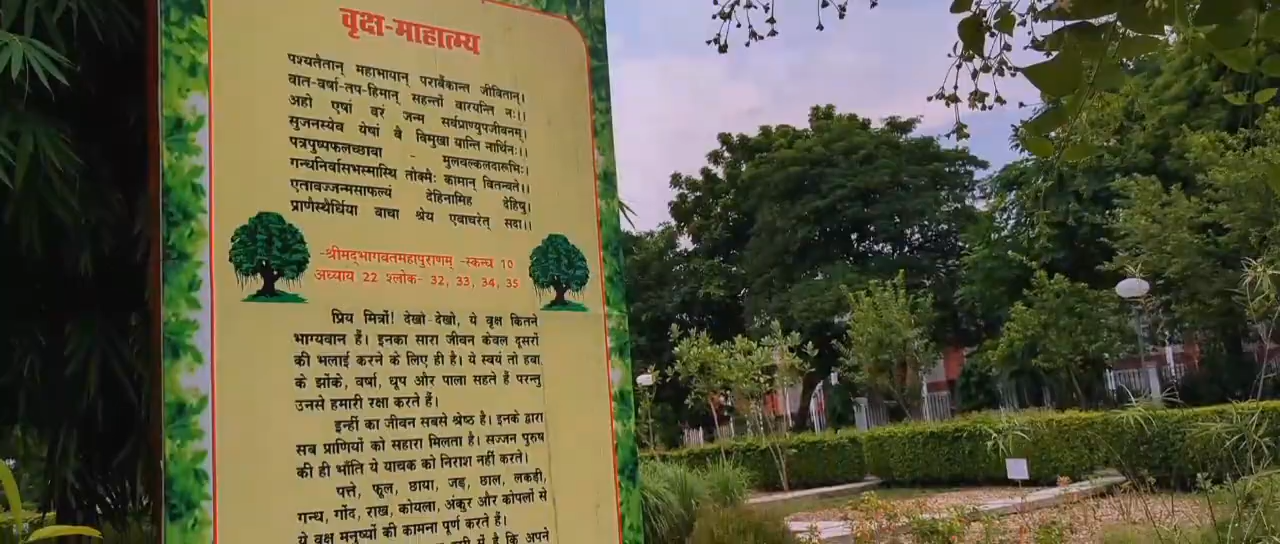 वृक्ष-माहात्म्य
पश्यतैतान् महाभायान् परार्बैकान्त जीवितान्।
वात-वर्षा-तप-हिमान् सहन्तों वारयन्ति नः।।
अहो एषां वरं जन्म सर्वप्राण्युपजीवनम्।
सुजनस्येव येषां वै विमुखा यान्ति नार्थिनः।।
पत्रपुष्पफलच्छाबा - मुलवल्कलदारूभिः।
गन्धनिर्वासभस्मास्थि तोक्मैः कामान् वितन्वते।।
एताबज्जन्मसाफल्यं देहिनामिह देहिषु।
प्राणैरथैर्धिया वाचा श्रेय एवाचरेत् सदा।।
-श्रीमद्भागवतमहापुराणम् -स्कन्ध 10
अध्याय 22 श्लोक- 32, 33, 34, 35
प्रिय मित्रों! देखो-देखो, ये वृक्ष कितने
भाग्यवान हैं। इनका सारा जीवन केवल दूसरों
की भलाई करने के लिए ही है। ये स्वयं तो हवा
के झोंके, वर्षा, धूप और पाला सहते हैं परन्तु
उनसे हमारी रक्षा करते हैं।
इन्हीं का जीवन सबसे श्रेष्ठ है। इनके द्वारा
सब प्राणियों को सहारा मिलता है। सज्जन पुरुष
की ही भाँति ये याचक को निराश नहीं करते।
पत्ते, फूल, छाया, जड़, छाल, लकड़ी,
गन्ध, गोंद, राख, कोयला, अंकुर और कोपलों से
ये वृक्ष मनुष्यों की कामना पूर्ण करते हैं।
में है कि अपने